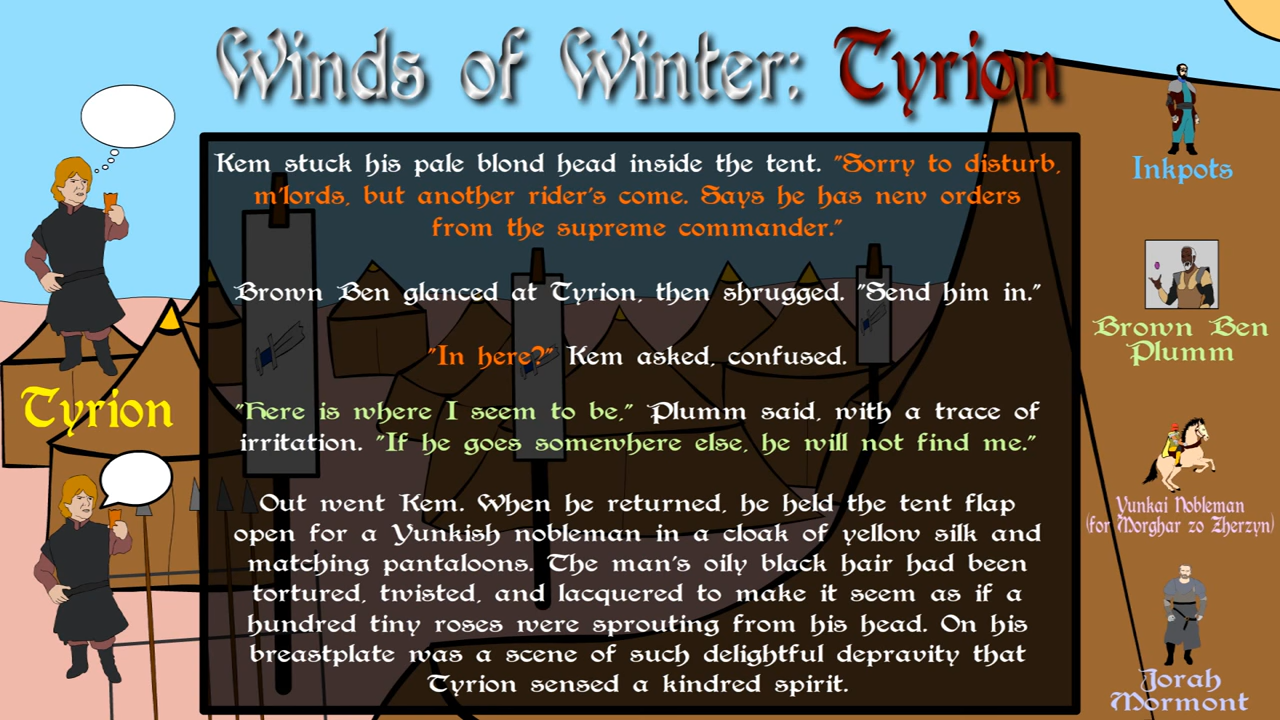 Winds of Winter: Tyrion
Kem stuck his pale blond head inside the tent. "Sorry to disturb,
m'lords, but another rider's come. Says he has new orders
from the supreme commander."
Brown Ben glanced at Tyrion, then shrugged. "Send him in."
"In here?" Kem asked, confused.
"Here is where I seem to be," Plumm said, with a trace of
irritation. "If he goes somewhere else, he will not find me."
Out went Kem. When he returned, he held the tent flap
open for a Yunkish nobleman in a cloak of yellow silk and
matching pantaloons. The man's oily black hair had been
tortured, twisted, and lacquered to make it seem as if a
hundred tiny roses were sprouting from his head. On his
breastplate was a scene of such delightful depravity that
Tyrion sensed a kindred spirit.
Tyrion
Inkpots
Brown Ben
Plumm
Yunkai Nobleman
(for Morghar zo Zherzyn)
Jorah
Mormont